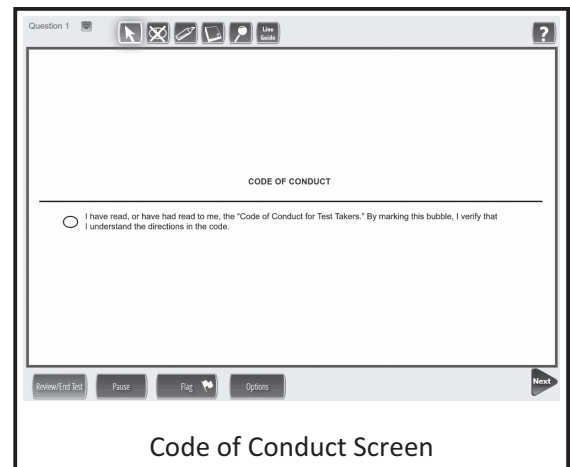 Question 1
Line
Guide
?
CODE OF CONDUCT
I have read, or have had read to me, the “Code of Conduct for Test Takers.” By marking this bubble, I verify that
I understand the directions in the code.
Review/End Test
Pause
Flag
Options
Next
Code of Conduct Screen